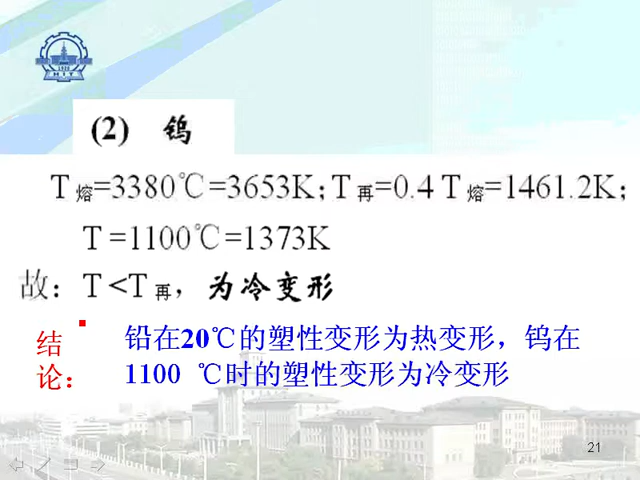 HIT
(2) 钨
T熔=3380℃=3653K;T再=0.4T熔=1461.2K;
T=1100℃=1373K
故：T<T再，为冷变形
结论：
铅在20℃的塑性变形为热变形，钨在
1100 ℃时的塑性变形为冷变形
21